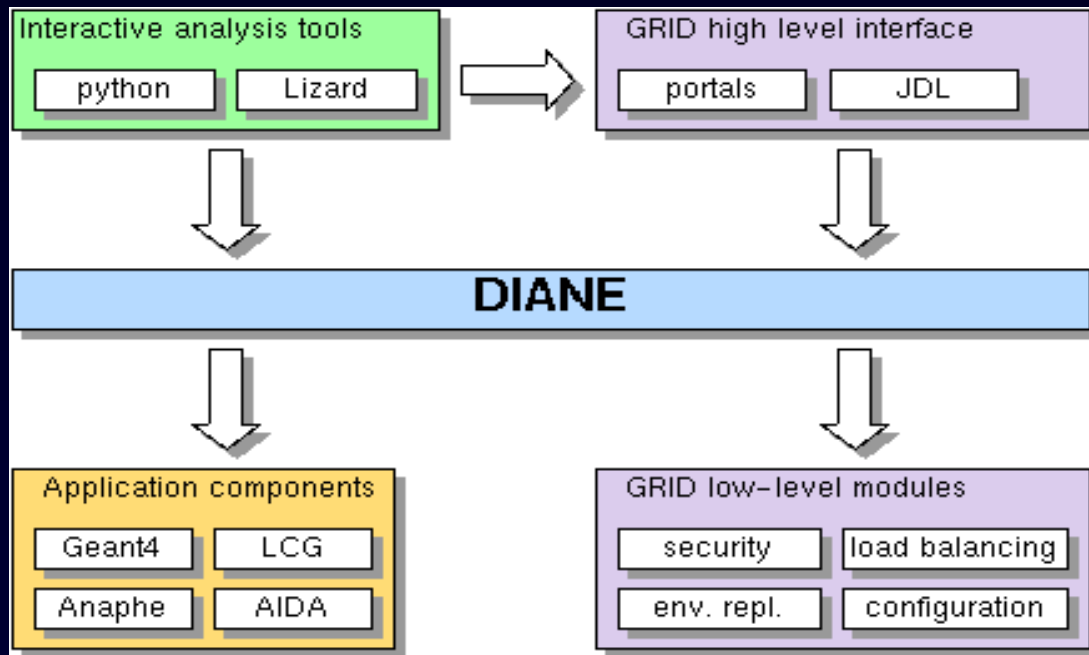 Interactive analysis tools
python Lizard
GRID high level interface
portals JDL
DIANE
Application components
Geant4 LCG
Anaphe AIDA
GRID low-level modules
security load balancing
env. repl. configuration